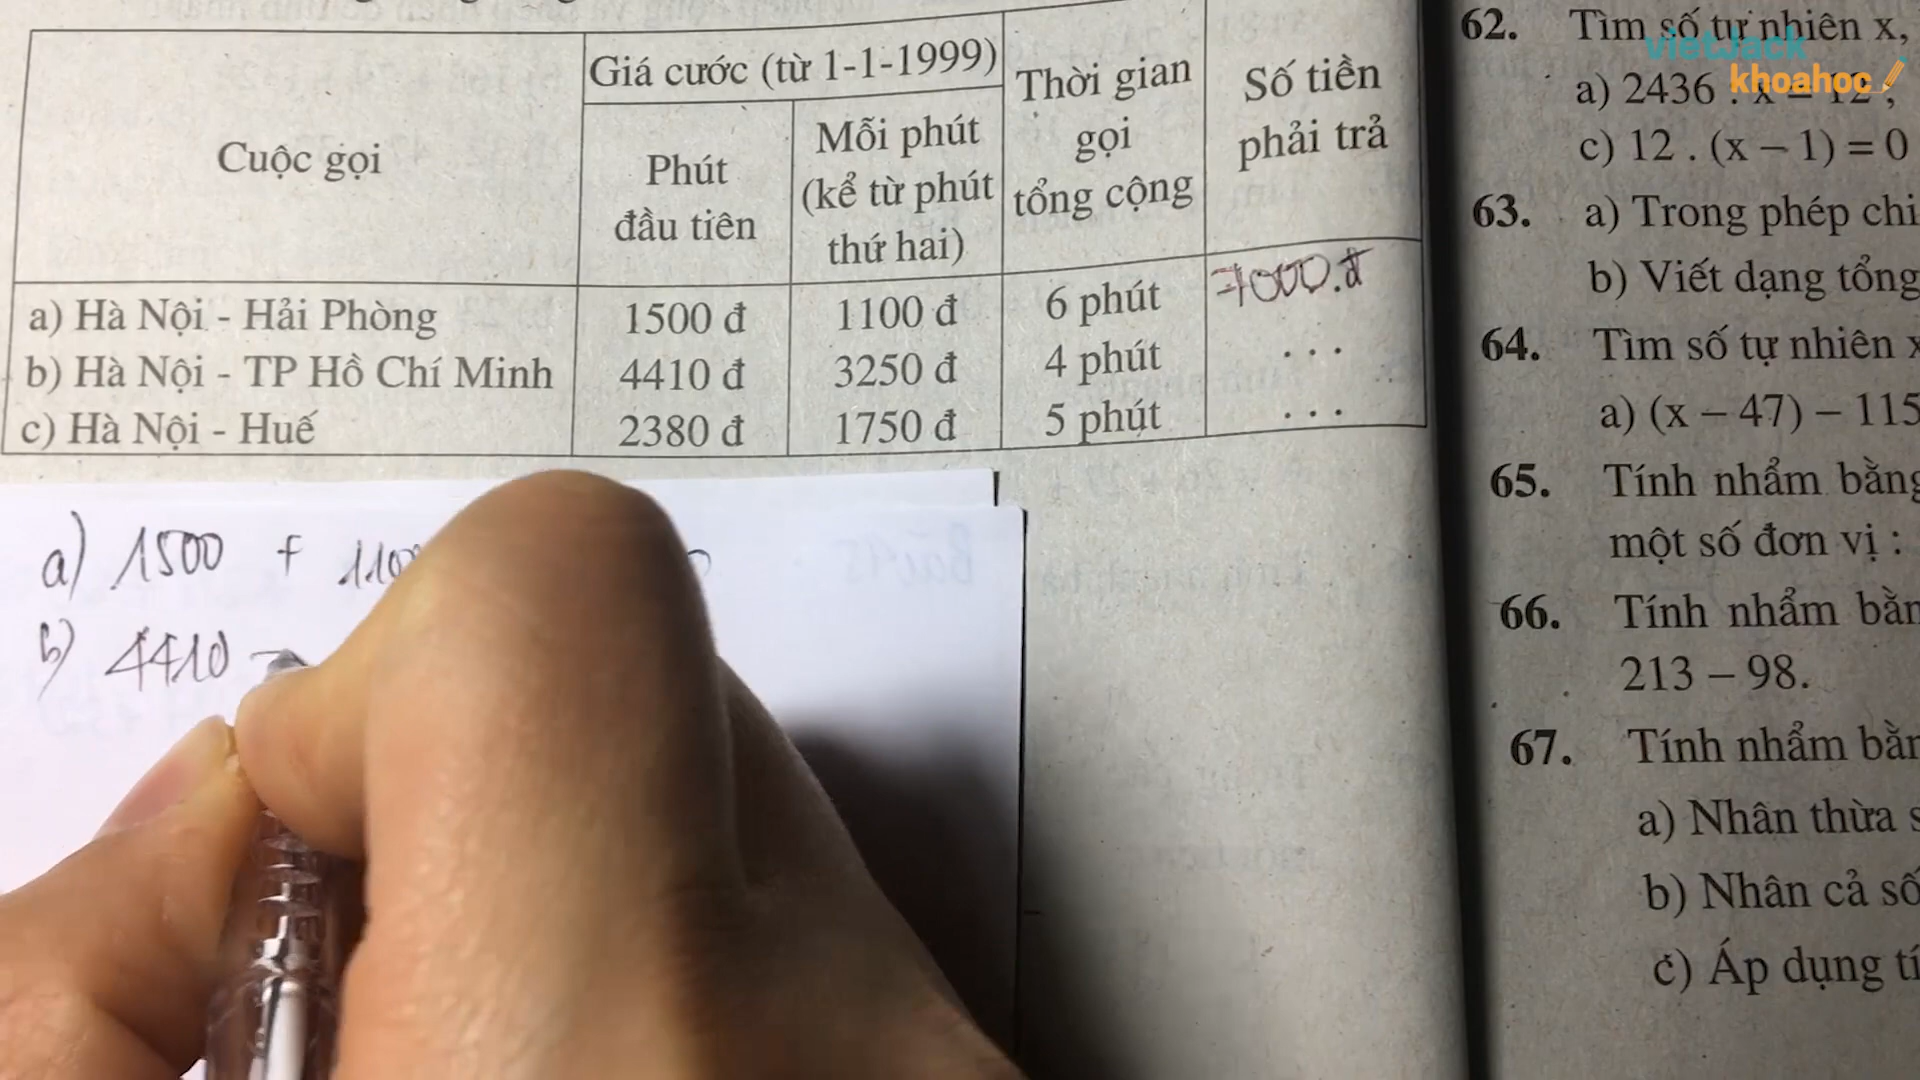 Cuộc gọi
Giá cước (từ 1-1-1999)
Phút
đầu tiên
Mỗi phút
(kể từ phút
thứ hai)
Thời gian
gọi
tổng cộng
Số tiền
phải trả
a) Hà Nội - Hải Phòng 1500 đ 1100 đ 6 phút 7000.đ
b) Hà Nội - TP Hồ Chí Minh 4410 đ 3250 đ 4 phút . . .
c) Hà Nội - Huế 2380 đ 1750 đ 5 phút . . .
a) 1500 + 110
b) 4410
62. Tìm số tự nhiên x,
vietjack
khoahoc
a) 2436 : x = 12 ;
c) 12 . (x – 1) = 0
63. a) Trong phép chi
b) Viết dạng tổng
64. Tìm số tự nhiên x
a) (x – 47) – 115
65. Tính nhẩm bằng
một số đơn vị :
66. Tính nhẩm bằn
213 – 98.
67. Tính nhẩm bằn
a) Nhân thừa s
b) Nhân cả số
c) Áp dụng tí